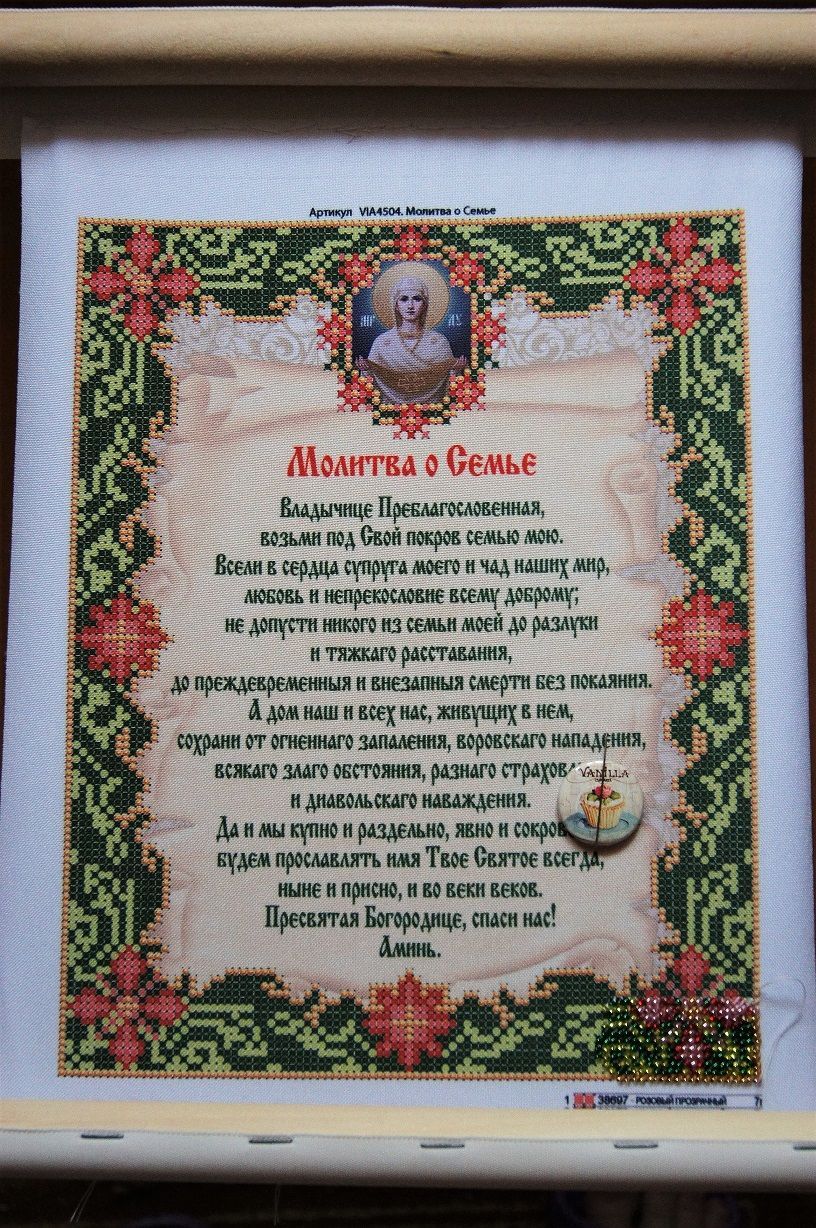 Артикул VIA4504. Молитва о Семье
Молитва о Семье
Владычице Преблагословенная,
возьми под Свой покров семью мою.
Всели в сердца супруга моего и чад наших мир,
любовь и непрекословие всему доброму;
не допусти никого из семьи моей до разлуки
и тяжкаго расставания,
до преждевременныя и внезапныя смерти без покаяния.
А дом наш и всех нас, живущих в нем,
сохрани от огненнаго запаления, воровскаго нападения,
всякаго злаго обстояния, разнаго
VANILLA
и диавольскаго наваждения.
Да и мы купно и раздельно, явно и
будем прославлять имя Твое Святое всегда,
ныне и присно, и во веки веков.
Пресвятая Богородице, спаси нас!
Аминь.
1 38697 - РОЗОВЫЙ ПРОЗРАЧНЫЙ